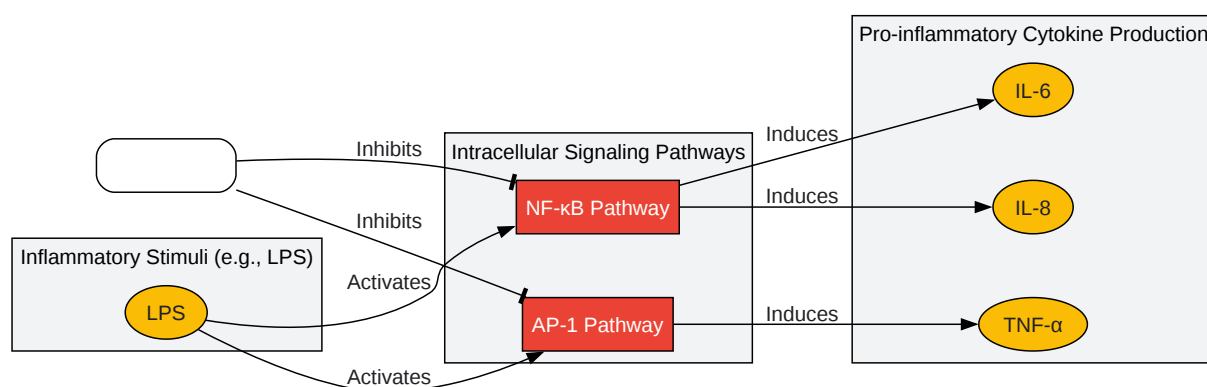 Pro-inflammatory Cytokine Production
IL-6
Induces
Inhibits
Intracellular Signaling Pathways
NF-κB Pathway
Induces
IL-8
Inhibits
Inflammatory Stimuli (e.g., LPS)
Activates
LPS
AP-1 Pathway
Induces
TNF-α
Activates